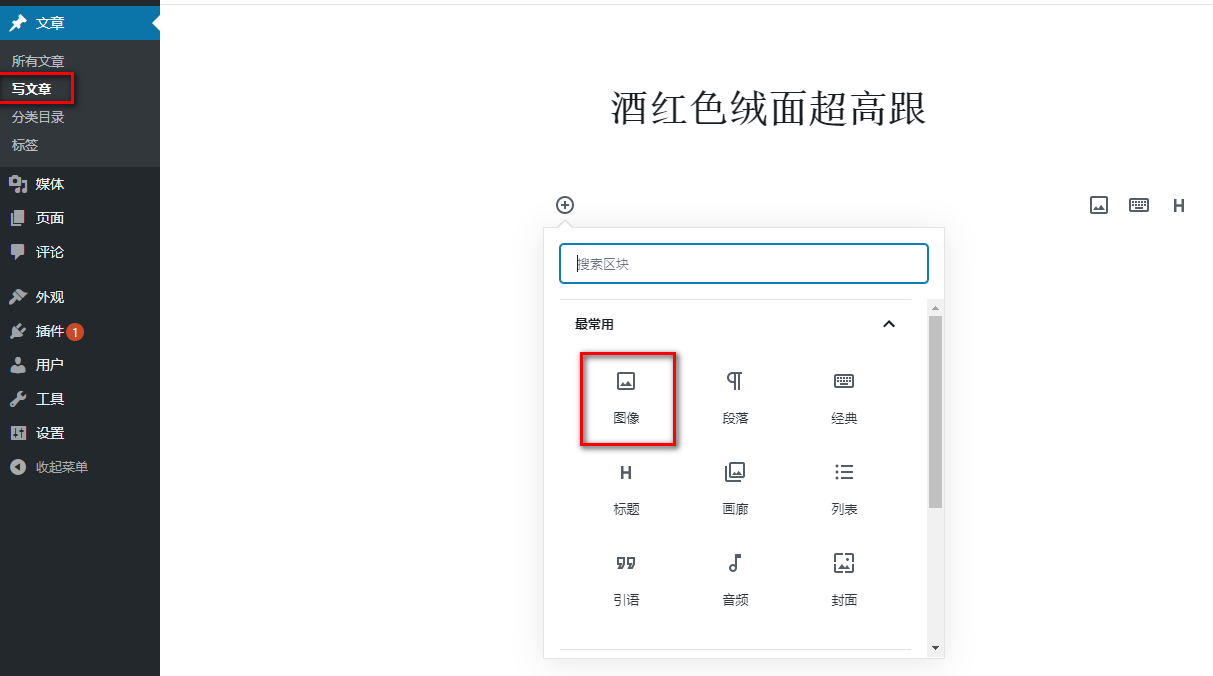 文章
所有文章
写文章
分类目录
标签
媒体
页面
评论
外观
插件 1
用户
工具
设置
收起菜单
酒红色绒面超高跟
H
搜索区块
最常用
图像 段落 经典
H
标题 画廊 列表
引语 音频 封面